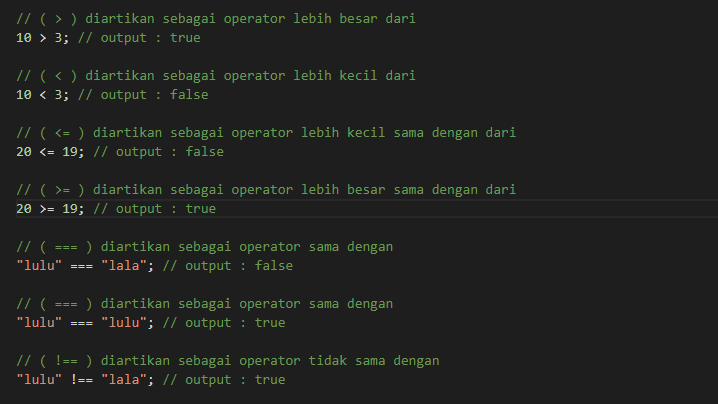 // ( > ) diartikan sebagai operator lebih besar dari
10 > 3; // output : true
// ( < ) diartikan sebagai operator lebih kecil dari
10 < 3; // output : false
// ( <= ) diartikan sebagai operator lebih kecil sama dengan dari
20 <= 19; // output : false
// ( >= ) diartikan sebagai operator lebih besar sama dengan dari
20 >= 19; // output : true
// ( === ) diartikan sebagai operator sama dengan
"lulu" === "lala"; // output : false
// ( === ) diartikan sebagai operator sama dengan
"lulu" === "lulu"; // output : true
// ( !== ) diartikan sebagai operator tidak sama dengan
"lulu" !== "lala"; // output : true